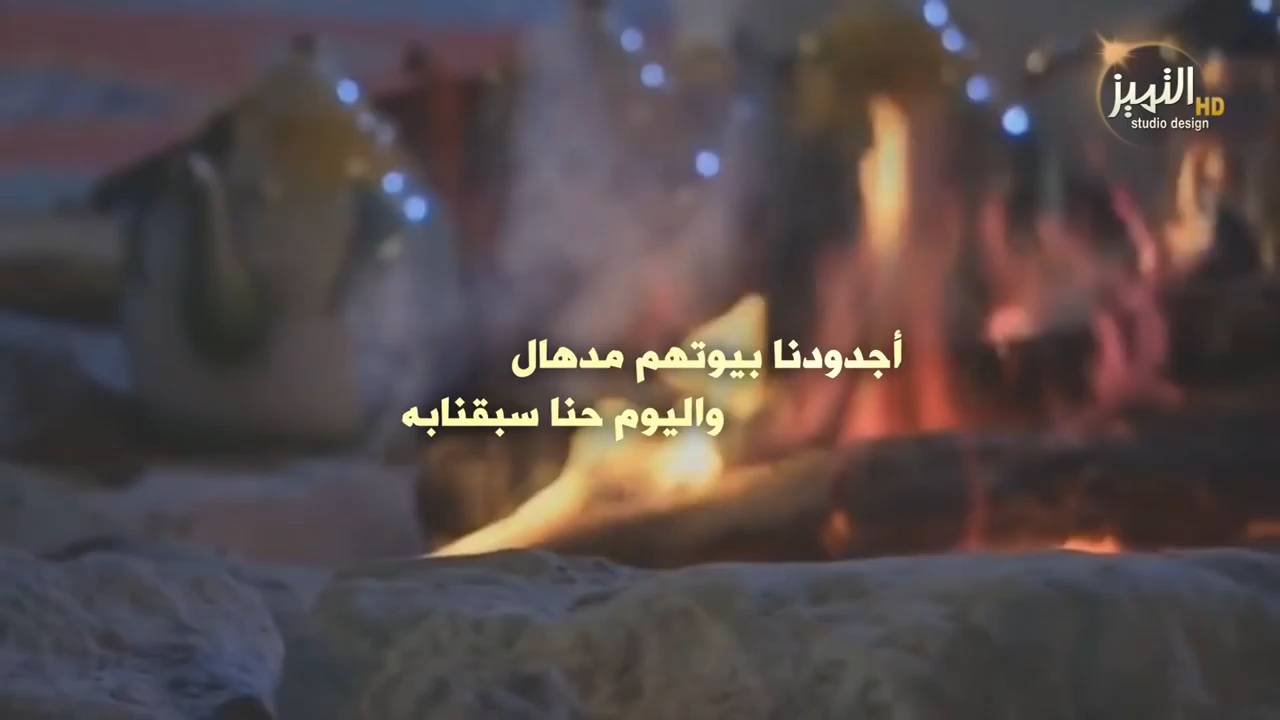 التميز HD
studio design
أجدودنا بيوتهم مدهال
واليوم حنا سبقنابه